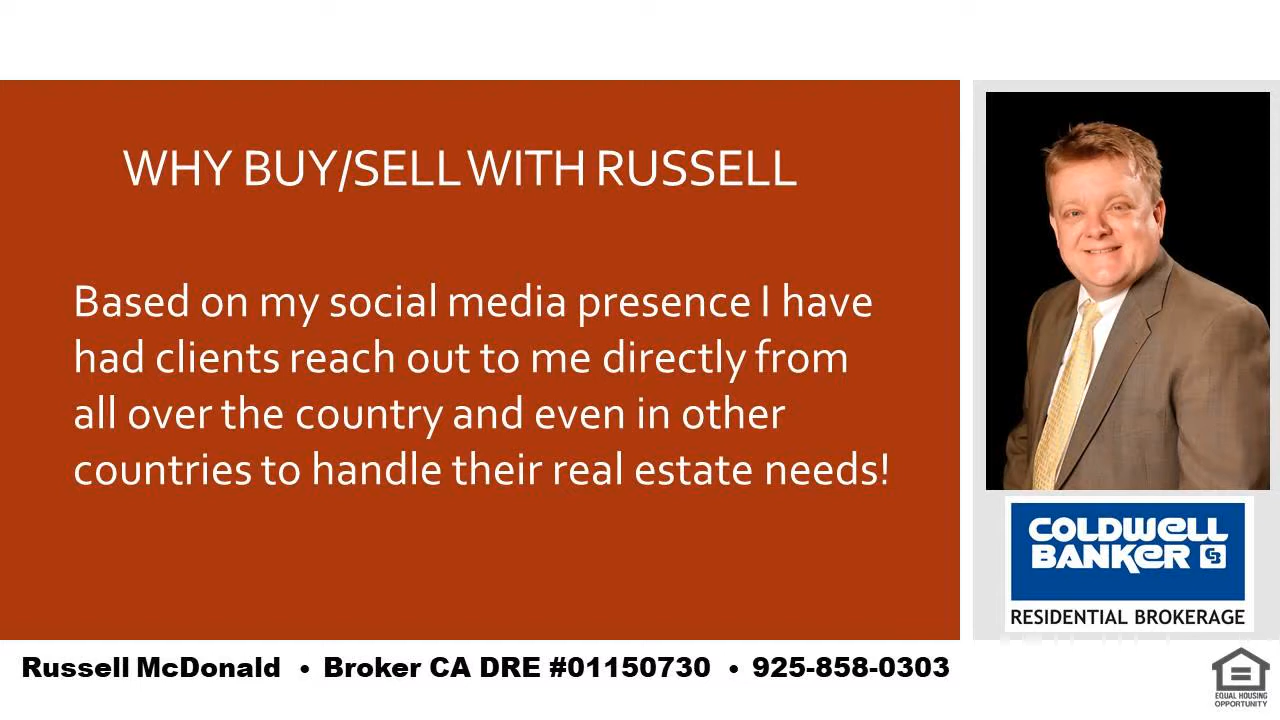 WHY BUY/SELL WITH RUSSELL
Based on my social media presence I have
had clients reach out to me directly from
all over the country and even in other
countries to handle their real estate needs!
COLDWELL
BANKER CB
RESIDENTIAL BROKERAGE
Russell McDonald • Broker CA DRE #01150730 • 925-858-0303
EQUAL HOUSING
OPPORTUNITY